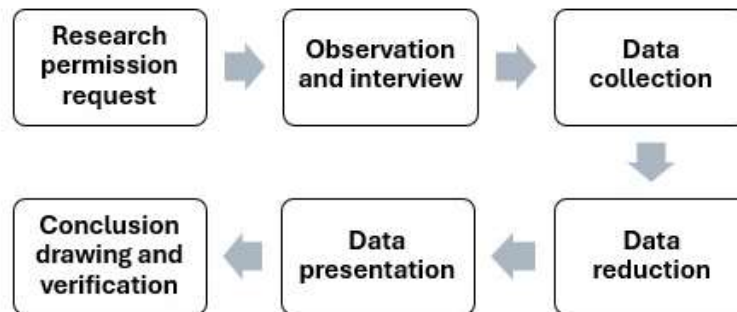 Research
permission
request
Observation
and interview
Data
collection
Data
reduction
Data
presentation
Conclusion
drawing and
verification